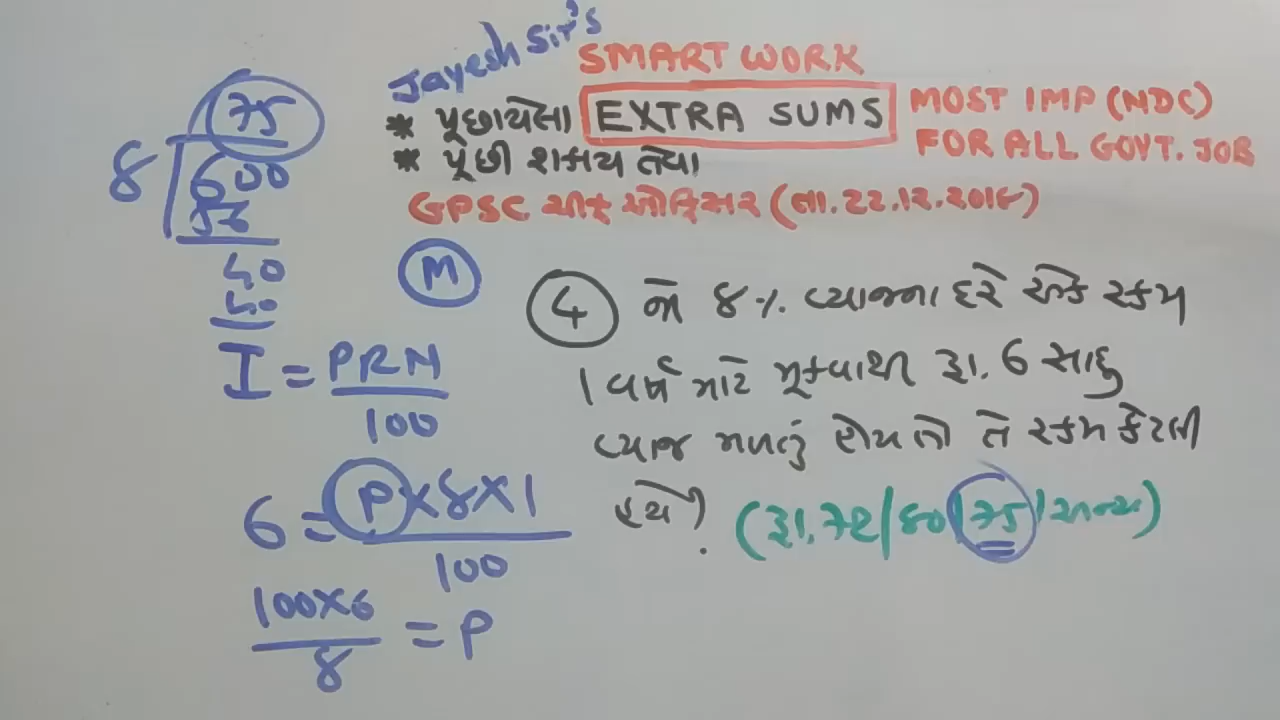 Jayesh Sir's
SMART WORK
* પૂછાયેલા EXTRA SUMS
* પૂછી શકાય તેવા
MOST IMP (NDC)
FOR ALL GOVT. JOB
GPSC ચીફ ઓફિસર (તા.22.12.2018)
75
8 600
56
40
40
M
I = PRN
100
6 = P×8×1
100
100×6
8
= P
4 જો ૪% વ્યાજના દરે એક રકમ
1 વર્ષ માટે મૂકવાથી રૂા. 6 સાદુ
વ્યાજ મળતું હોય તો તે રકમ કેટલી
હશે?
(રૂા. 72/80/75/અન્ય)